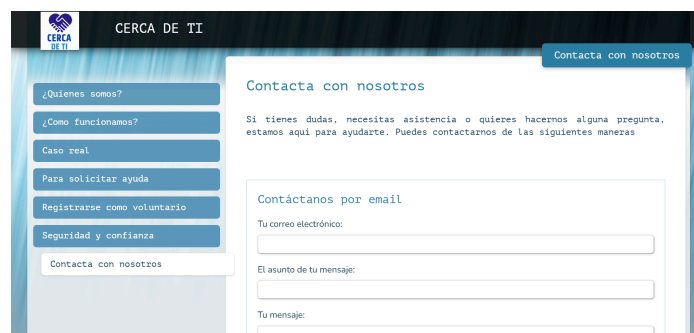 CERCA
DE TI
CERCA DE TI
Contacta con nosotros
¿Quienes somos?
¿Como funcionamos?
Caso real
Para solicitar ayuda
Registrarse como voluntario
Seguridad y confianza
Contacta con nosotros
Contacta con nosotros
Si tienes dudas, necesitas asistencia o quieres hacernos alguna pregunta,
estamos aquí para ayudarte. Puedes contactarnos de las siguientes maneras
Contáctanos por email
Tu correo electrónico:
El asunto de tu mensaje:
Tu mensaje: